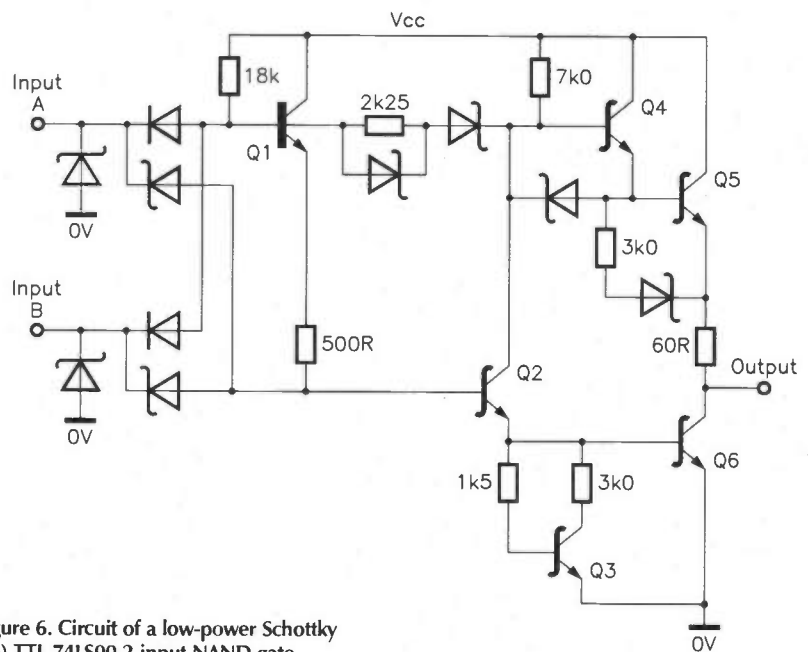 Vcc
Input
A
18k
7k0
2k25
Q4
Q1
Q5
0V
3k0
Input
B
500R
60R
Output
Q2
0V
1k5
3k0
Q6
Q3
0V
gure 6. Circuit of a low-power Schottky
) TTL 74LS00 2-input NAND gate